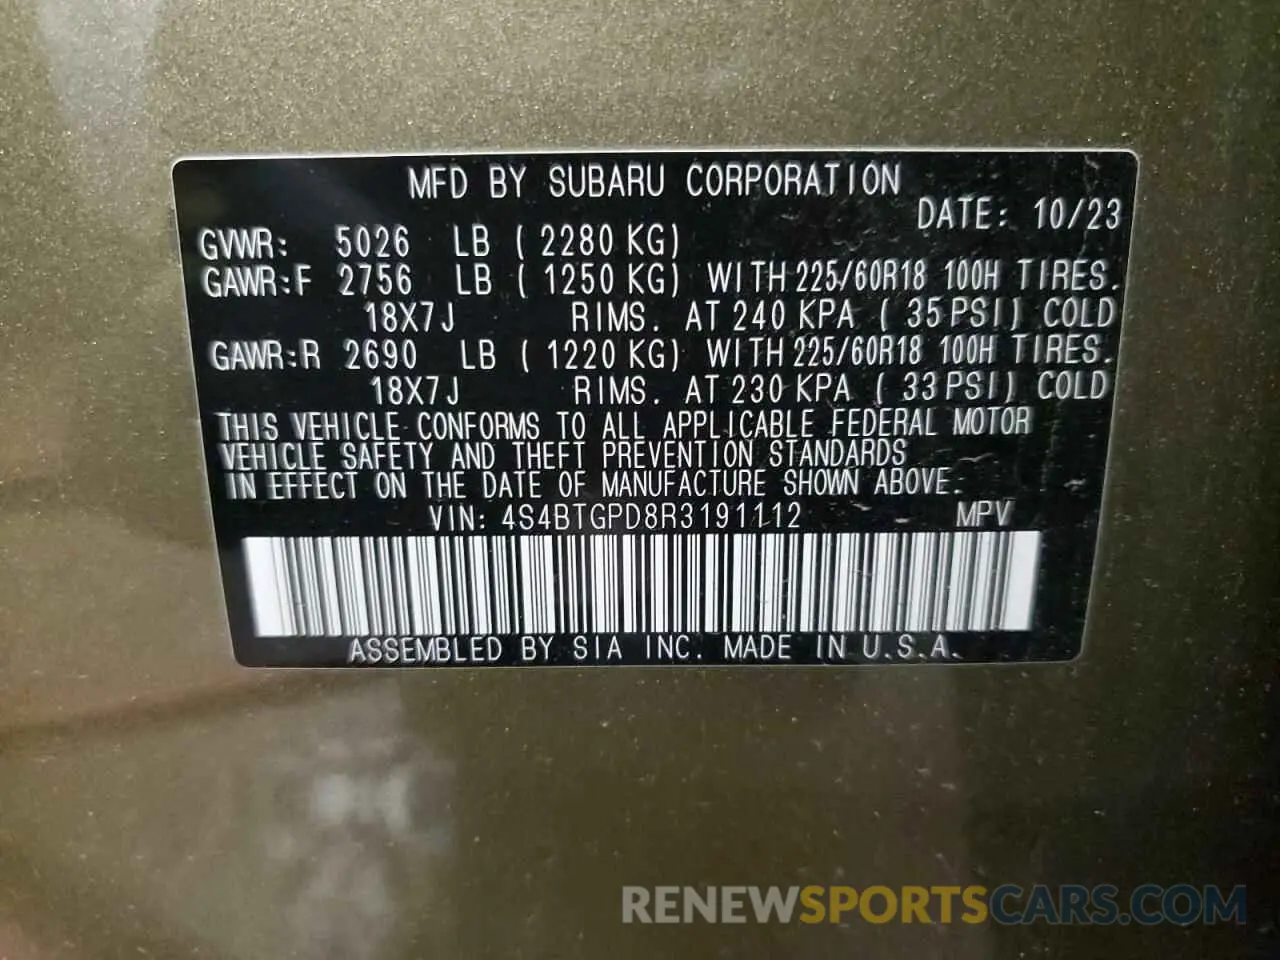 MFD BY SUBARU CORPORATION
DATE: 10/23
GVWR: 5026 LB ( 2280 KG)
GAWR:F 2756 LB ( 1250 KG) WITH 225/60R18 100H TIRES.
18X7J RIMS. AT 240 KPA ( 35 PSI) COLD
GAWR:R 2690 LB ( 1220 KG) WITH 225/60R18 100H TIRES.
18X7J RIMS. AT 230 KPA ( 33 PSI) COLD
THIS VEHICLE CONFORMS TO ALL APPLICABLE FEDERAL MOTOR
VEHICLE SAFETY AND THEFT PREVENTION STANDARDS
IN EFFECT ON THE DATE OF MANUFACTURE SHOWN ABOVE.
VIN: 4S4BTGPD8R3191112 MPV
ASSEMBLED BY SIA INC. MADE IN U.S.A.
RENEWSPORTSCARS.COM